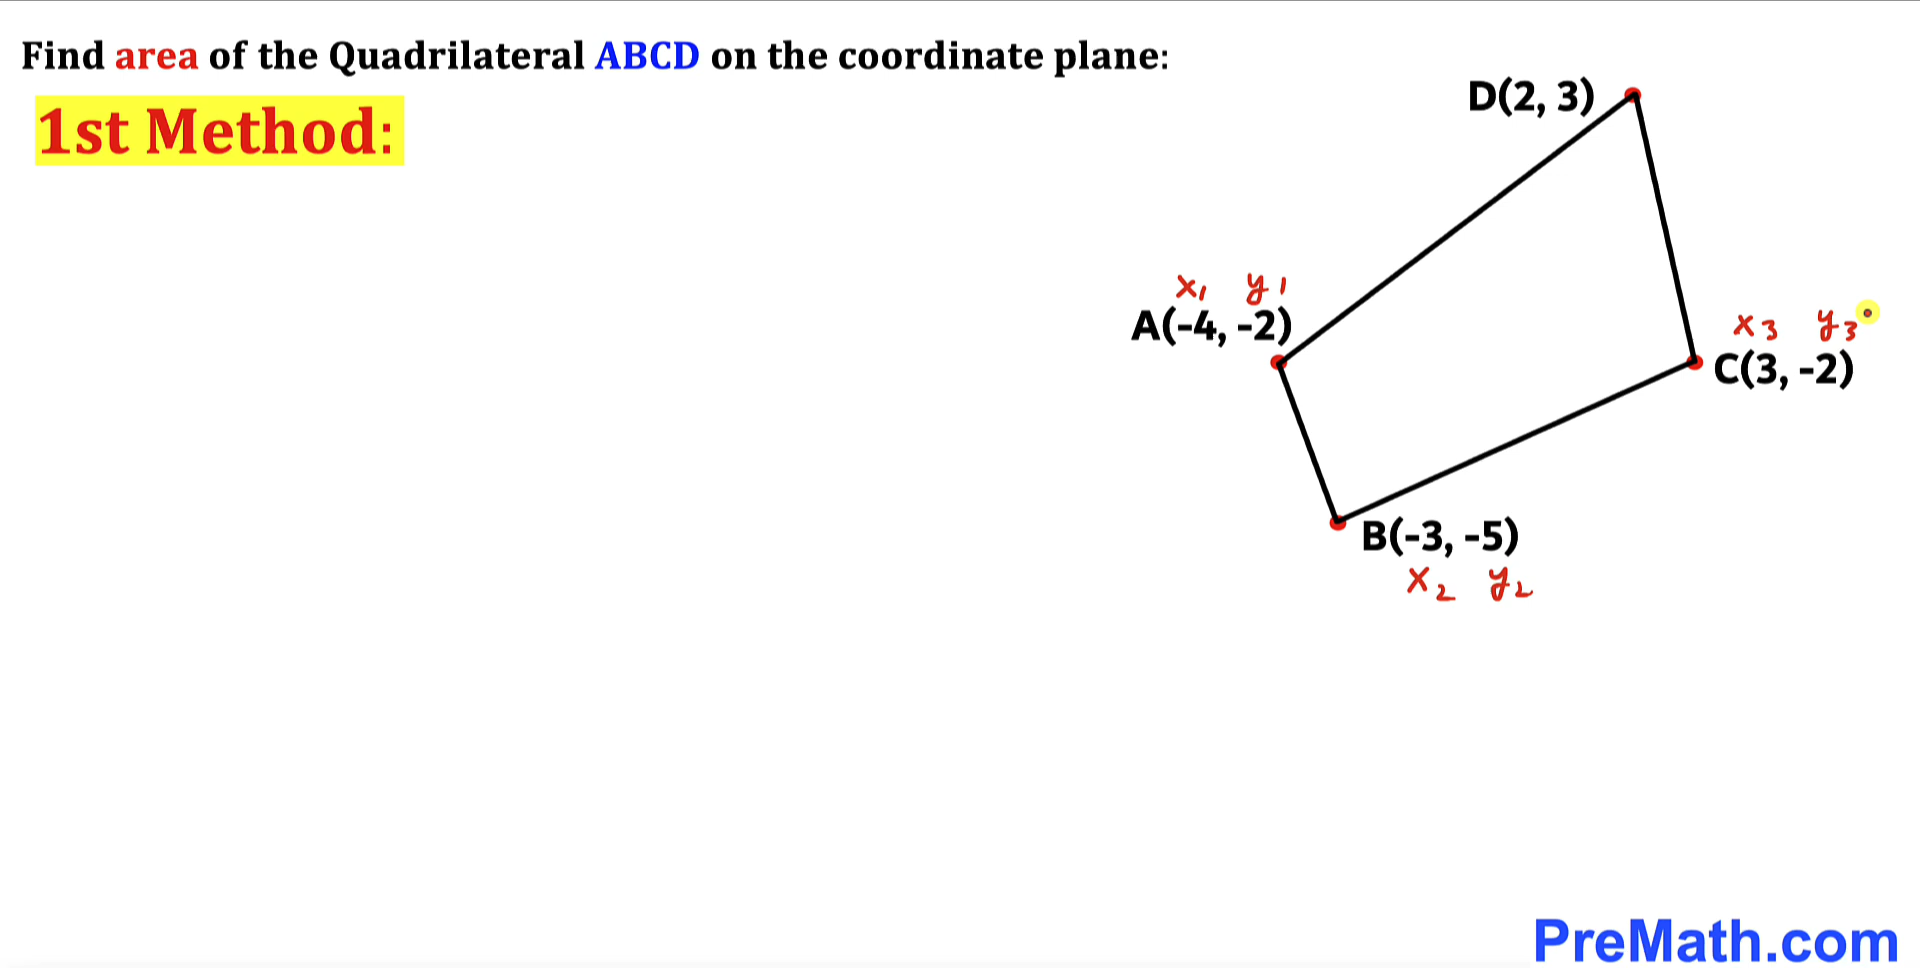 Find area of the Quadrilateral ABCD on the coordinate plane:
1st Method:
D(2, 3)
x₁ y₁
A(-4, -2)
x₃ y₃
C(3, -2)
B(-3, -5)
x₂ y₂
PreMath.com